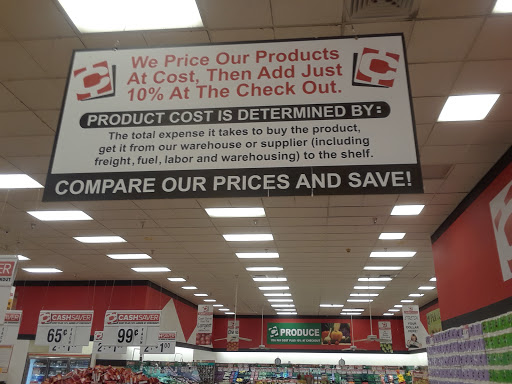 We Price Our Products
At Cost, Then Add Just
10% At The Check Out.
PRODUCT COST IS DETERMINED BY:
The total expense it takes to buy the product,
get it from our warehouse or supplier (including
freight, fuel, labor and warehousing) to the shelf.
COMPARE OUR PRICES AND SAVE!
CASHSAVER
65¢
CASHSAVER
99¢
PRODUCE